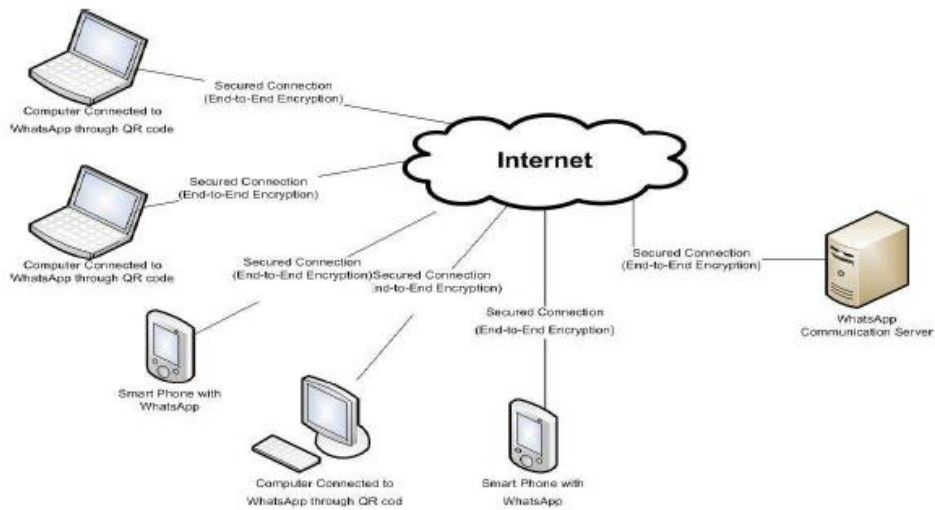 Secured Connection
(End-to-End Encryption)
Computer Connected to
WhatsApp through QR code
Internet
Secured Connection
(End-to-End Encryption)
Computer Connected to
WhatsApp through QR code
Secured Connection
(End-to-End Encryption)
Secured Connection
nd-to-End Encryption)
Secured Connection
(End-to-End Encryption)
Secured Connection
(End-to-End Encryption)
WhatsApp
Communication Server
Smart Phone with
WhatsApp
Computer Connected to
WhatsApp through QR cod
Smart Phone with
WhatsApp